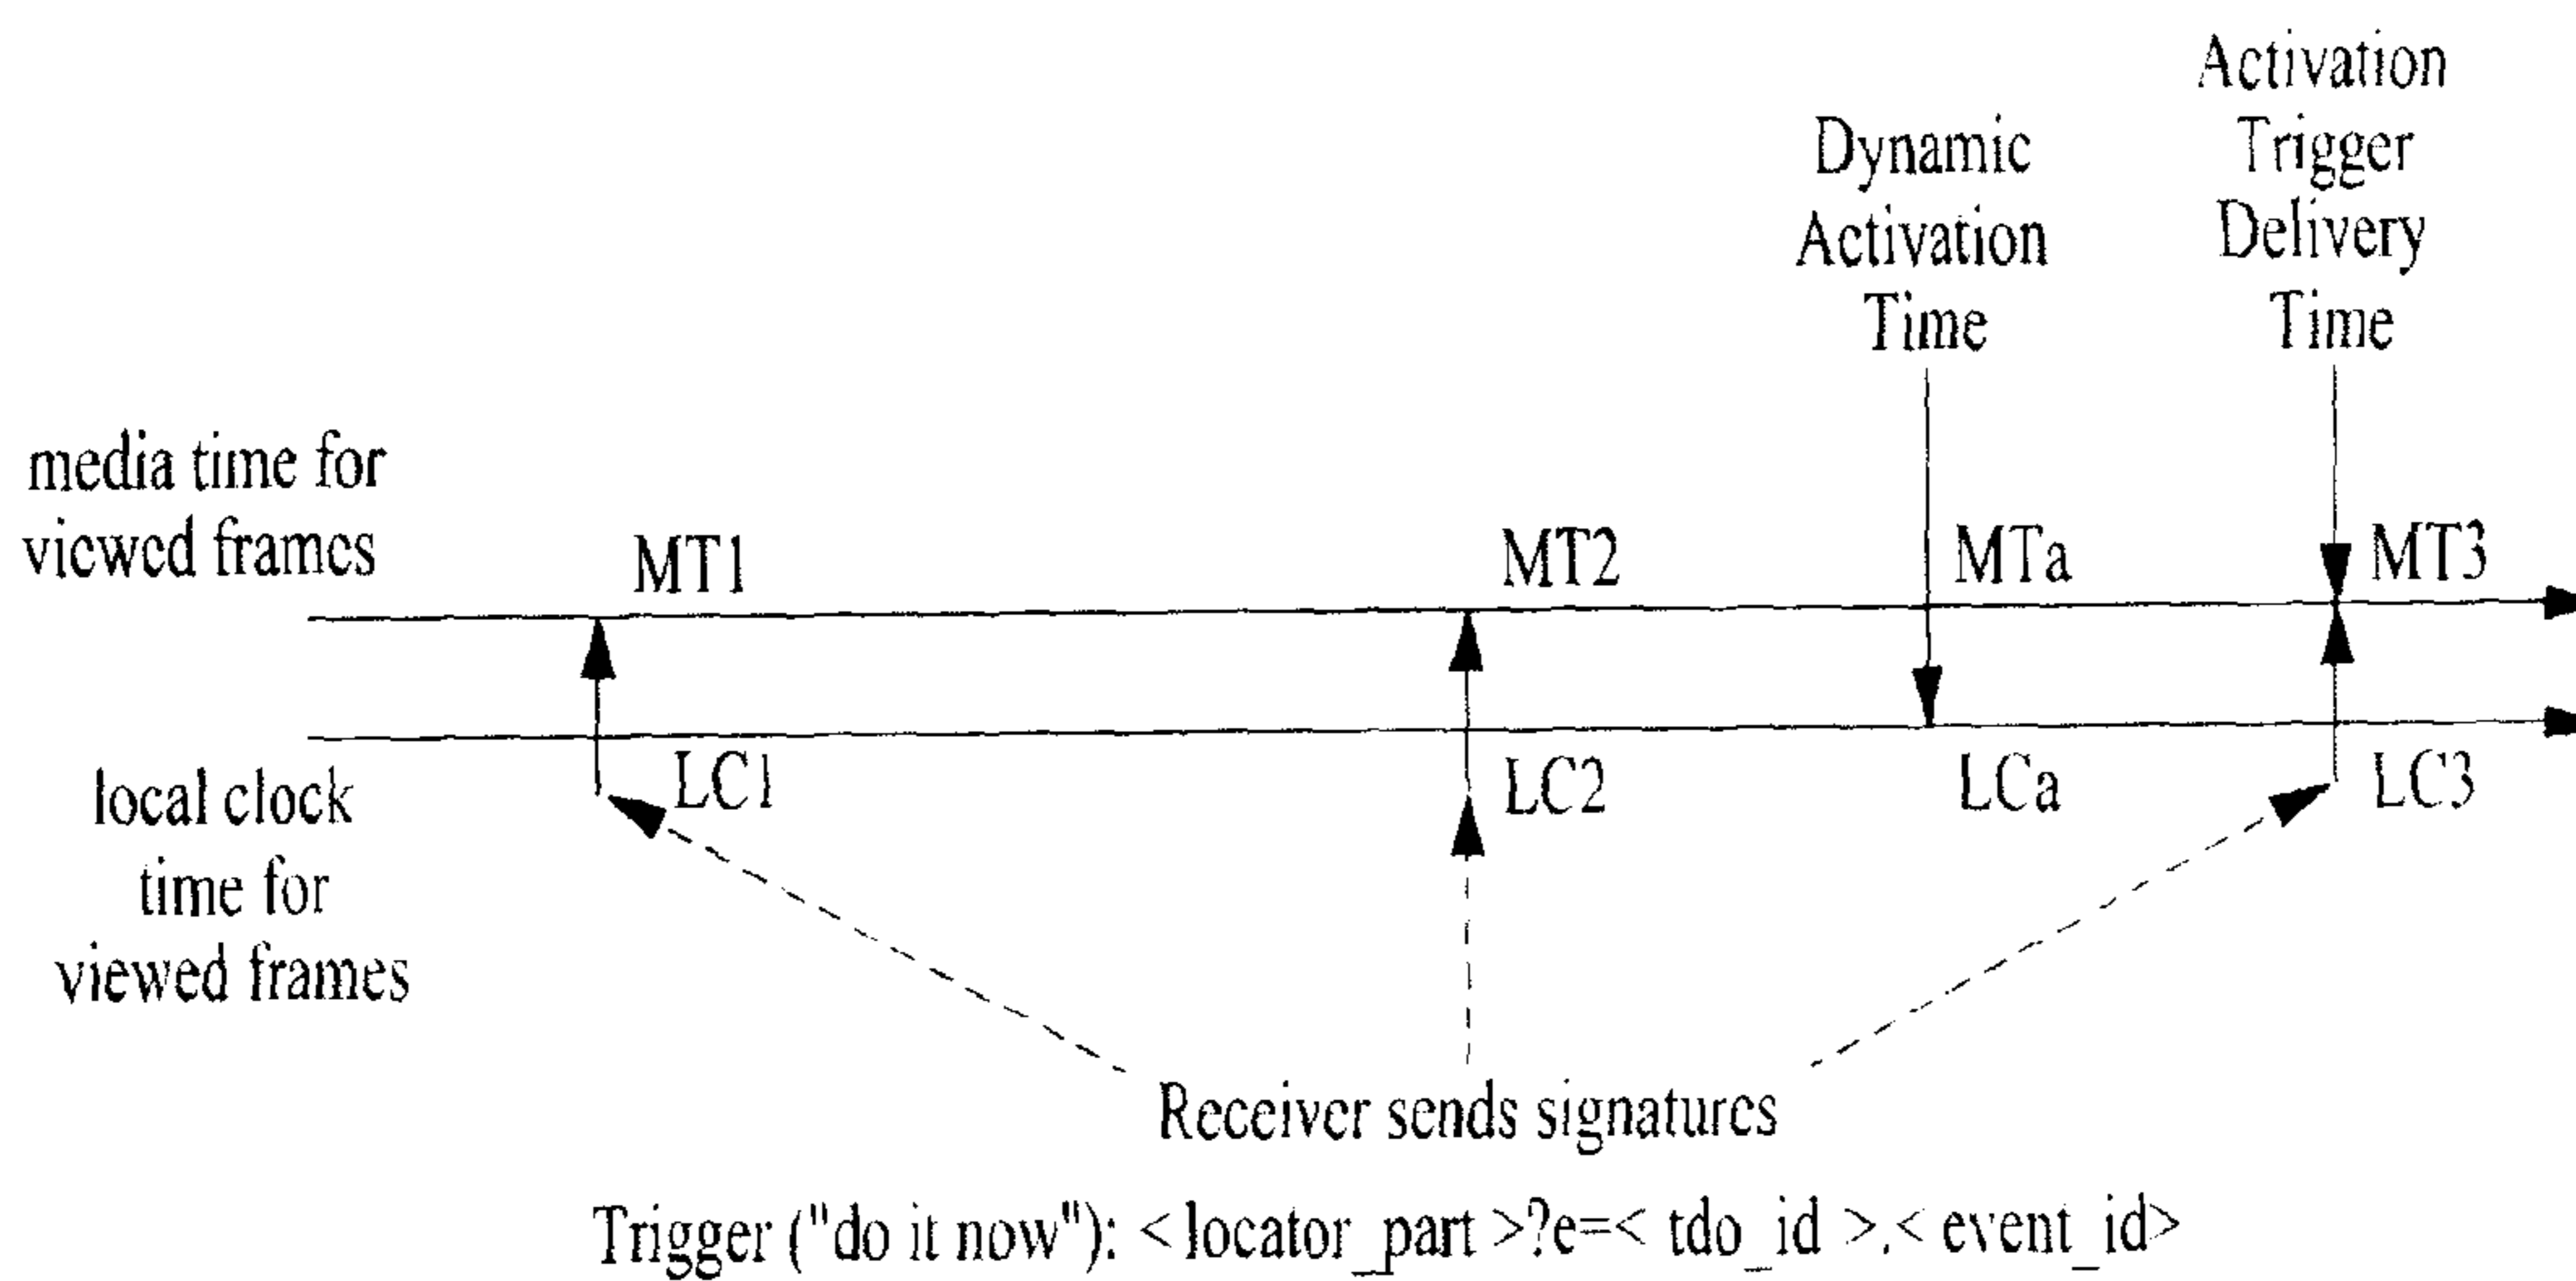 Activation
Trigger
Delivery
Time
Dynamic
Activation
Time
media time for
viewed frames
MT1
MT2
MTa
MT3
LC1
LC2
LCa
LC3
local clock
time for
viewed frames
Receiver sends signatures
Trigger ("do it now"): < locator_part >?e=< tdo_id >.< event_id>